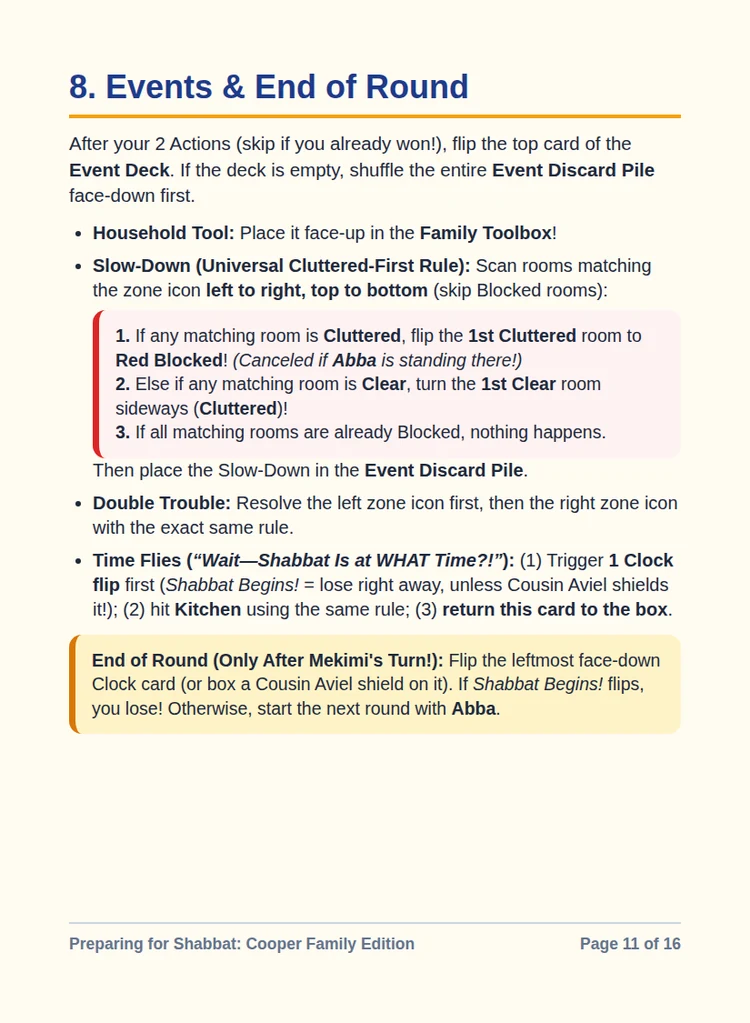 8. Events & End of Round
After your 2 Actions (skip if you already won!), flip the top card of the
Event Deck. If the deck is empty, shuffle the entire Event Discard Pile
face-down first.
• Household Tool: Place it face-up in the Family Toolbox!
• Slow-Down (Universal Cluttered-First Rule): Scan rooms matching
the zone icon left to right, top to bottom (skip Blocked rooms):
1. If any matching room is Cluttered, flip the 1st Cluttered room to
Red Blocked! (Canceled if Abba is standing there!)
2. Else if any matching room is Clear, turn the 1st Clear room
sideways (Cluttered)!
3. If all matching rooms are already Blocked, nothing happens.
Then place the Slow-Down in the Event Discard Pile.
• Double Trouble: Resolve the left zone icon first, then the right zone icon
with the exact same rule.
• Time Flies (“Wait—Shabbat Is at WHAT Time?!”): (1) Trigger 1 Clock
flip first (Shabbat Begins! = lose right away, unless Cousin Aviel shields
it!); (2) hit Kitchen using the same rule; (3) return this card to the box.
End of Round (Only After Mekimi's Turn!): Flip the leftmost face-down
Clock card (or box a Cousin Aviel shield on it). If Shabbat Begins! flips,
you lose! Otherwise, start the next round with Abba.
Preparing for Shabbat: Cooper Family Edition
Page 11 of 16